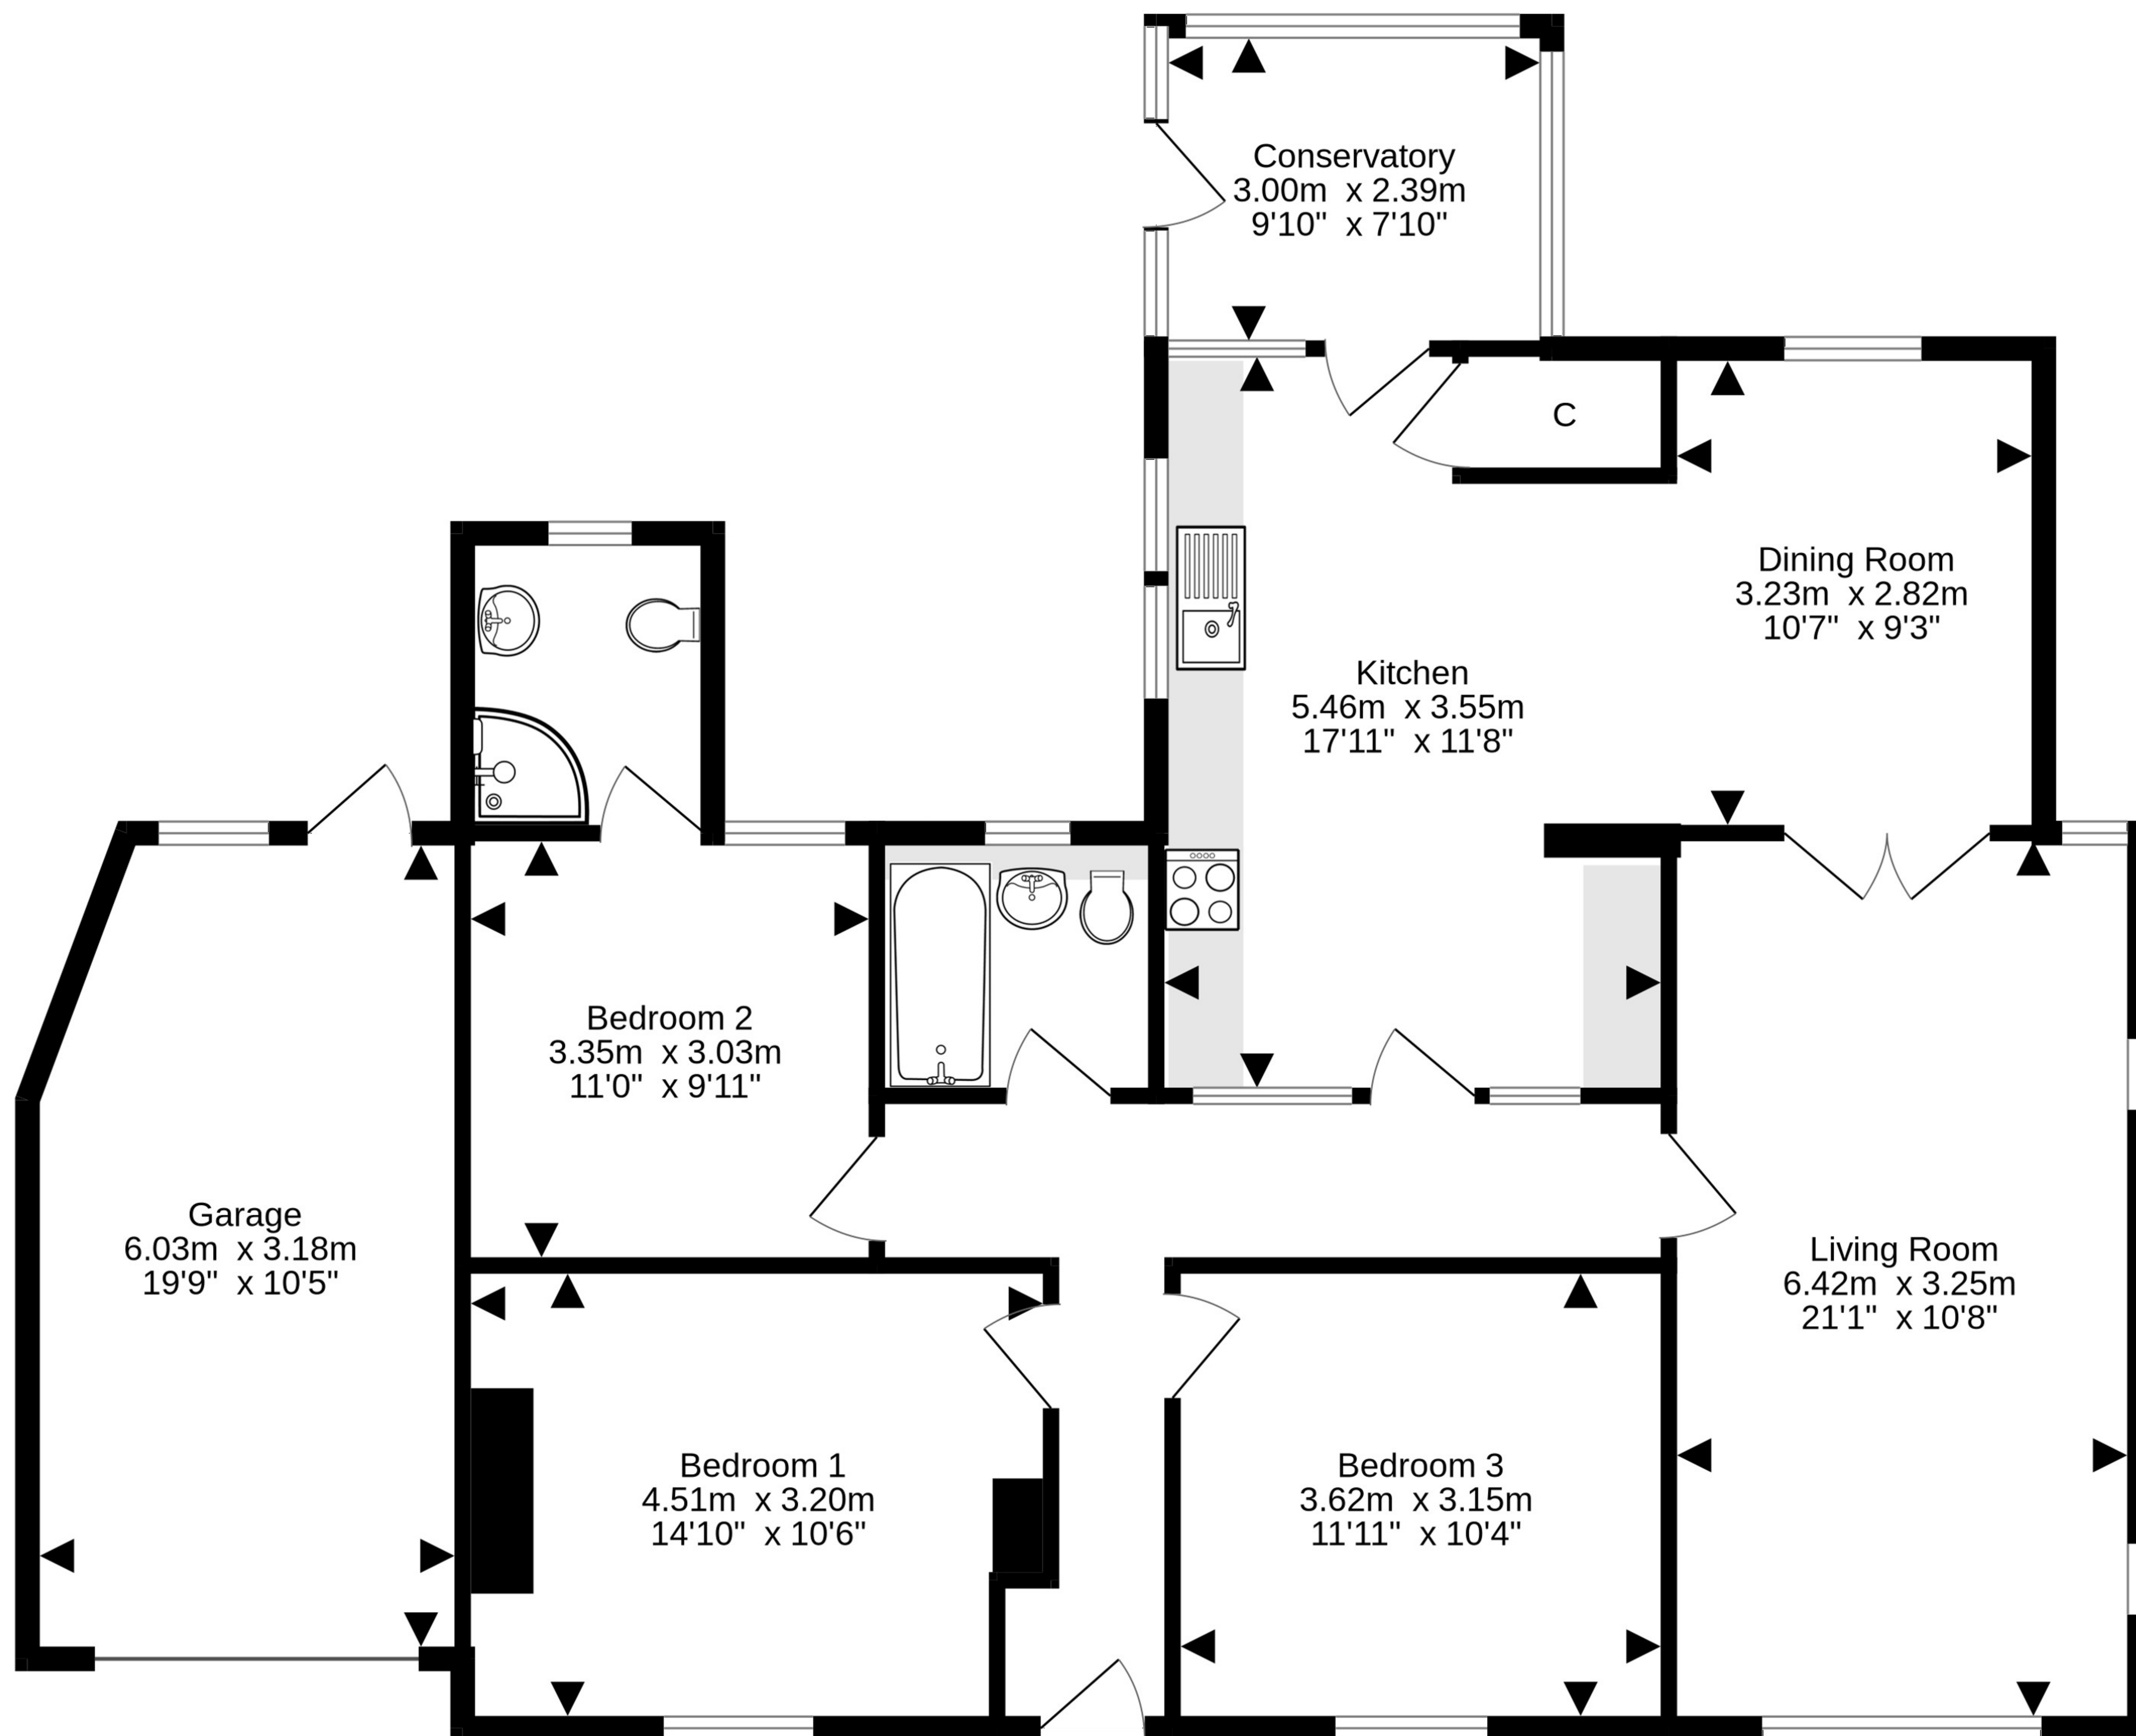 Conservatory
3.00m x 2.39m
9'10" x 7'10"
C
Dining Room
3.23m x 2.82m
10'7" x 9'3"
Kitchen
5.46m x 3.55m
17'11" x 11'8"
Bedroom 2
3.35m x 3.03m
11'0" x 9'11"
Garage
6.03m x 3.18m
19'9" x 10'5"
Living Room
6.42m x 3.25m
21'1" x 10'8"
Bedroom 1
4.51m x 3.20m
14'10" x 10'6"
Bedroom 3
3.62m x 3.15m
11'11" x 10'4"